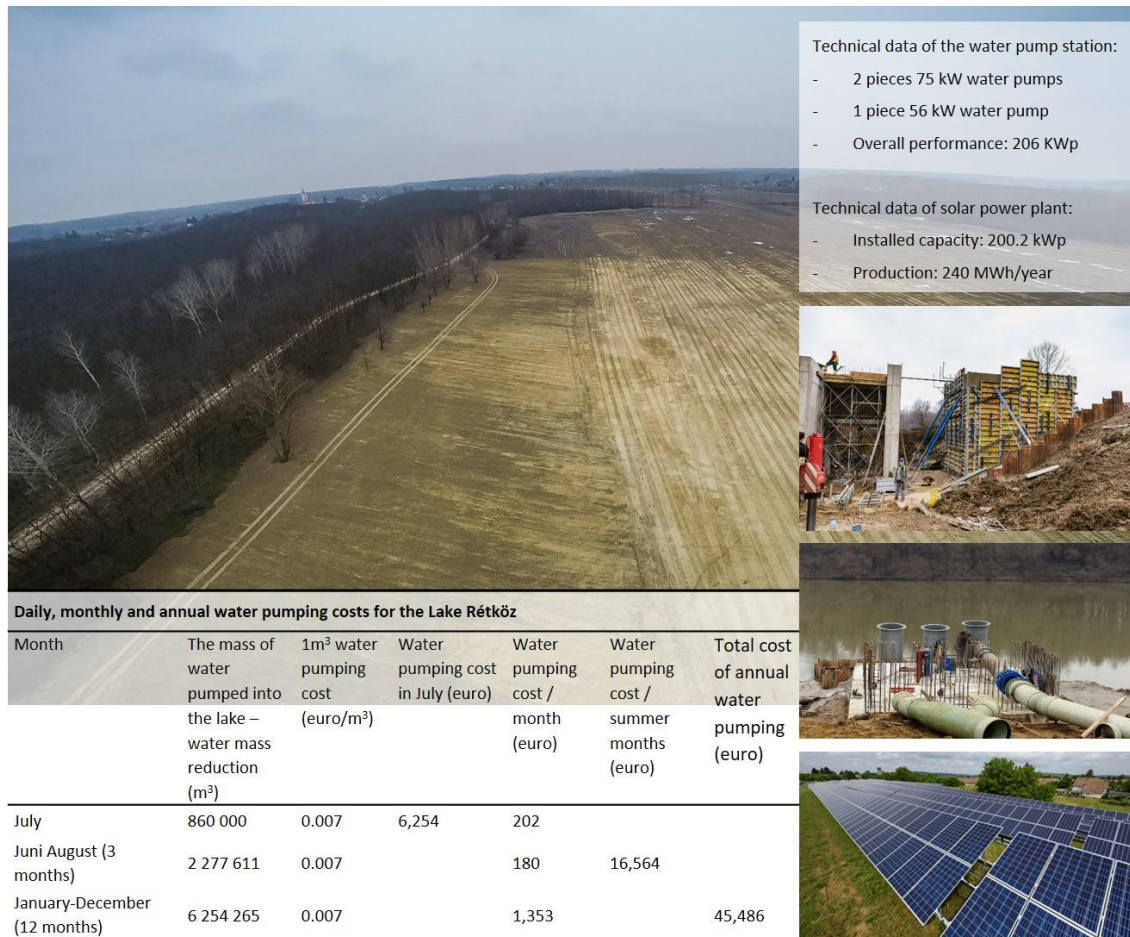 Technical data of the water pump station:
- 2 pieces 75 kW water pumps
- 1 piece 56 kW water pump
- Overall performance: 206 KWp
Technical data of solar power plant:
- Installed capacity: 200.2 kWp
- Production: 240 MWh/year
Daily, monthly and annual water pumping costs for the Lake Rétköz
Month
The mass of
water
pumped into
the lake –
water mass
reduction
(m³)
1m³ water
pumping
cost
(euro/m³)
Water
pumping cost
in July (euro)
Water
pumping
cost /
month
(euro)
Water
pumping
cost /
summer
months
(euro)
Total cost
of annual
water
pumping
(euro)
July 860 000 0.007 6,254 202
Juni August (3
months) 2 277 611 0.007 180 16,564
January-December
(12 months) 6 254 265 0.007 1,353 45,486